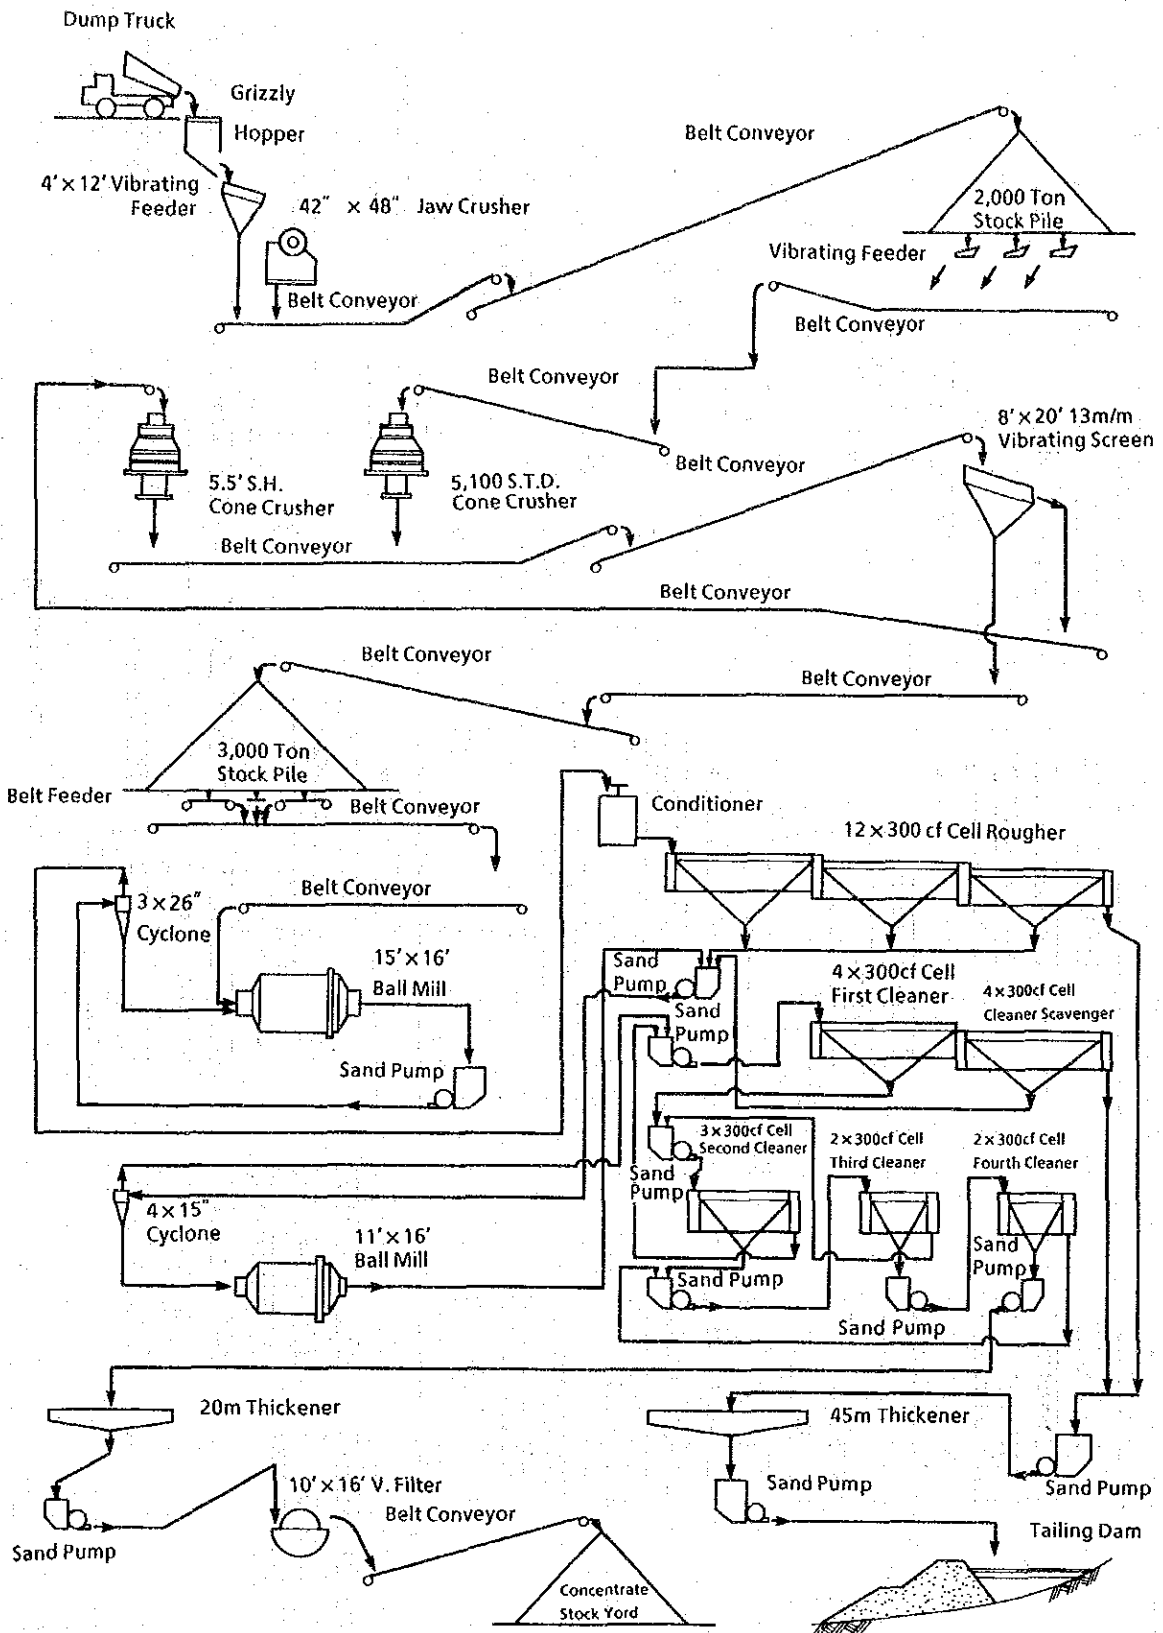 Dump Truck
Grizzly
Hopper
Belt Conveyor
4' × 12' Vibrating
Feeder
42" × 48" Jaw Crusher
2,000 Ton
Stock Pile
Vibrating Feeder
Belt Conveyor
Belt Conveyor
Belt Conveyor
8' × 20' 13m/m
Vibrating Screen
Belt Conveyor
5.5' S.H.
Cone Crusher
5,100 S.T.D.
Cone Crusher
Belt Conveyor
Belt Conveyor
Belt Conveyor
Belt Conveyor
3,000 Ton
Stock Pile
Belt Feeder
Belt Conveyor
Conditioner
12 × 300 cf Cell Rougher
Belt Conveyor
3 × 26"
Cyclone
15' × 16'
Ball Mill
Sand
Pump
4 × 300cf Cell
First Cleaner
4 × 300cf Cell
Cleaner Scavenger
Sand
Pump
Sand Pump
3 × 300cf Cell
Second Cleaner
2 × 300cf Cell
Third Cleaner
2 × 300cf Cell
Fourth Cleaner
Sand
Pump
4 × 15"
Cyclone
11' × 16'
Ball Mill
Sand
Pump
Sand Pump
Sand Pump
20m Thickener
45m Thickener
10' × 16' V. Filter
Belt Conveyor
Sand Pump
Sand Pump
Sand Pump
Tailing Dam
Concentrate
Stock Yord